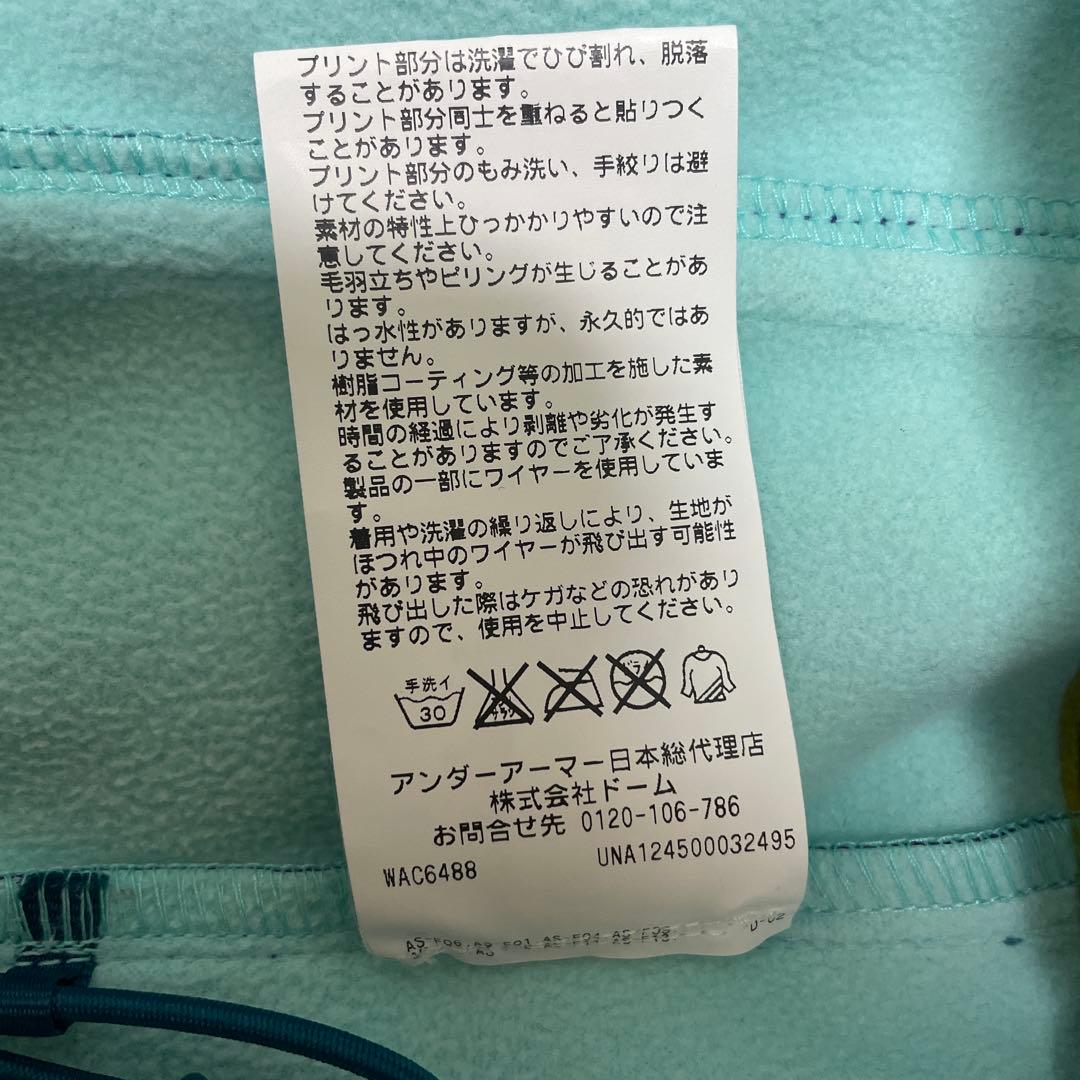 プリント部分は洗濯でひび割れ、脱落
することがあります。
プリント部分同士を重ねると貼りつく
ことがあります。
プリント部分のもみ洗い、手絞りは避
けてください。
素材の特性上ひっかかりやすいので注
意してください。
毛羽立ちやピリングが生じることがあ
ります。
はっ水性がありますが、永久的ではあ
りません。
樹脂コーティング等の加工を施した素
材を使用しています。
時間の経過により剥離や劣化が発生す
ることがありますのでご了承ください。
製品の一部にワイヤーを使用していま
す。
着用や洗濯の繰り返しにより、生地が
ほつれ中のワイヤーが飛び出す可能性
があります。
飛び出した際はケガなどの恐れがあり
ますので、使用を中止してください。
手洗イ
30
アンダーアーマー日本総代理店
株式会社ドーム
お問合せ先 0120-106-786
WAC6488 UNA124500032495